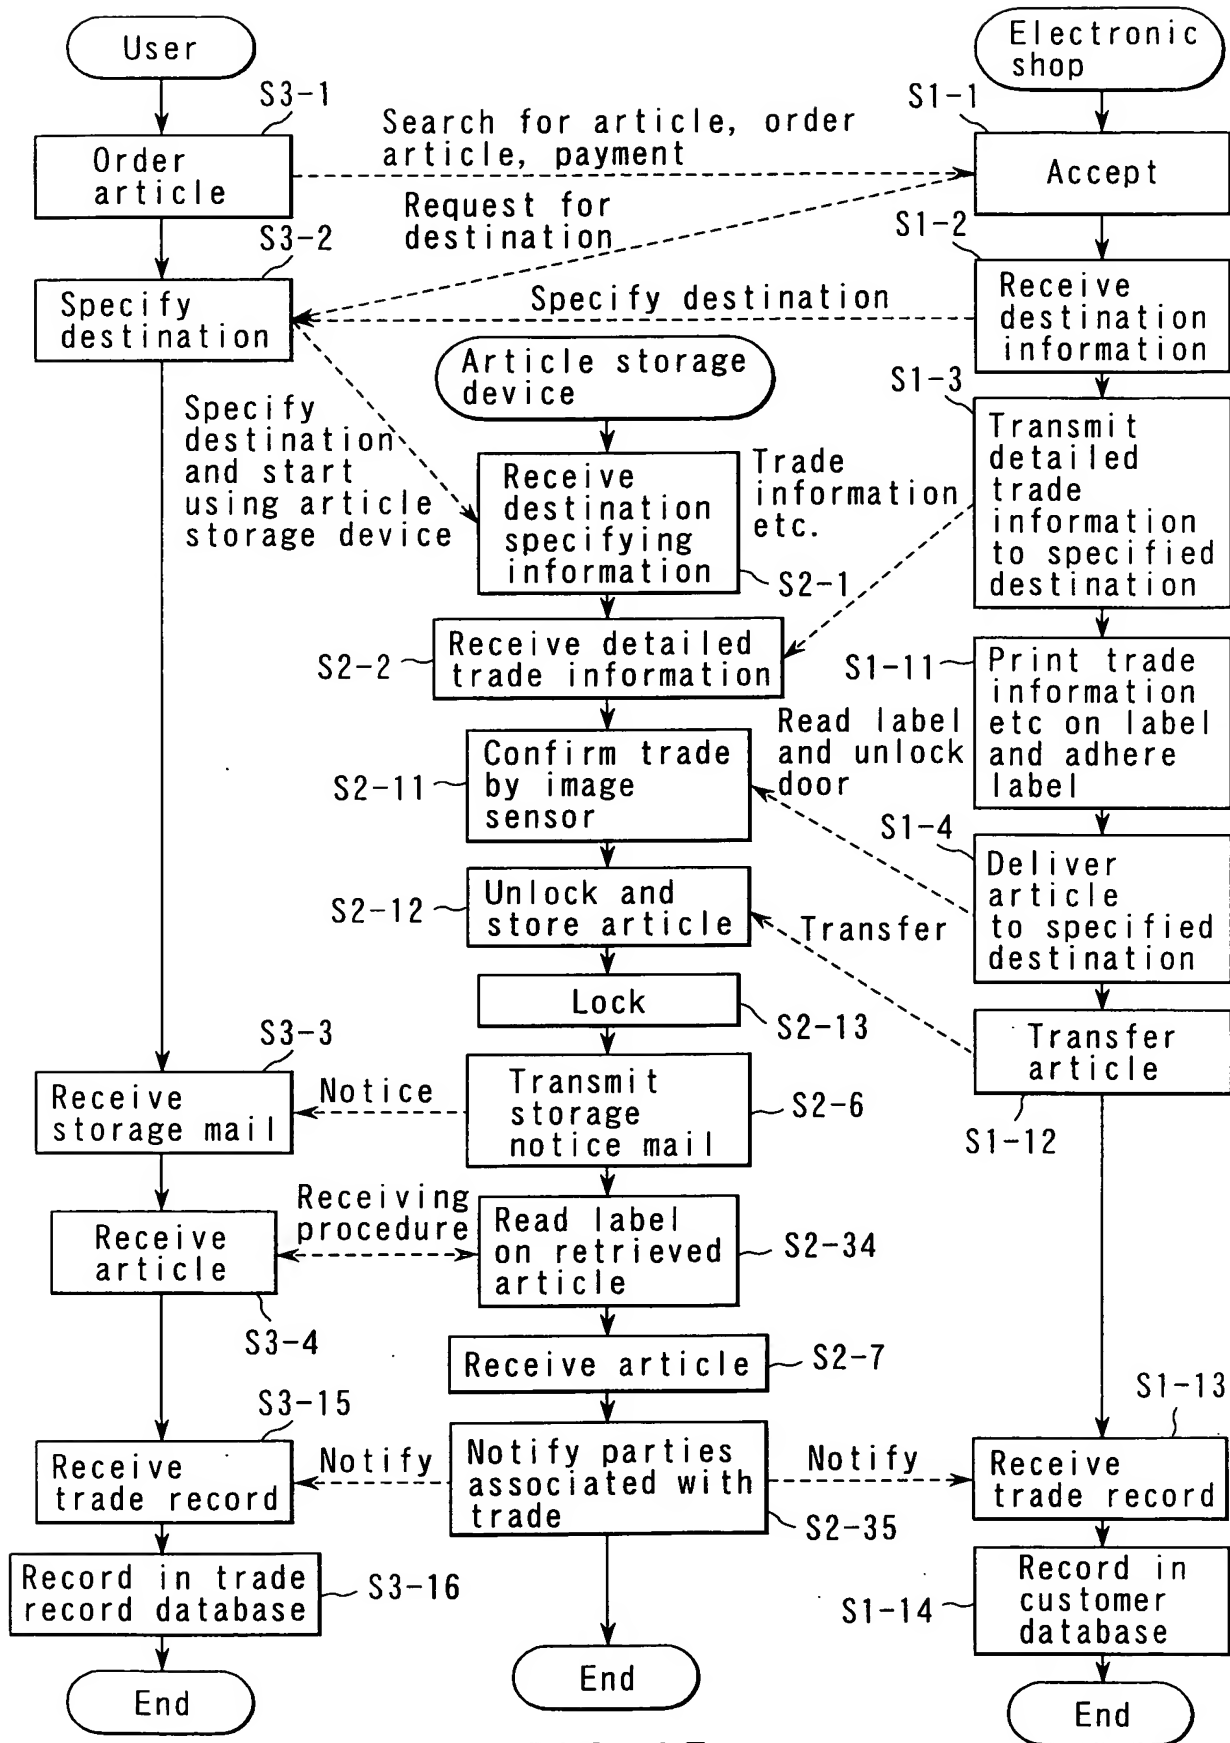 User
Electronic
shop
S3-1
S1-1
Search for article, order
article, payment
Order
article
Accept
Request for
destination
S3-2
S1-2
Specify
destination
Specify destination
Receive
destination
information
Article storage
device
S1-3
Specify
destination
and start
using article
storage device
Receive
destination
specifying
information
S2-1
Trade
information
etc.
Transmit
detailed
trade
information
to specified
destination
S2-2
Receive detailed
trade information
S1-11
Print trade
information
etc on label
and adhere
label
Read label
and unlock
door
S2-11
Confirm trade
by image
sensor
S1-4
Deliver
article
to specified
destination
S2-12
Unlock and
store article
Transfer
Lock
S2-13
Transfer
article
S1-12
S3-3
Receive
storage mail
Notice
Transmit
storage
notice mail
S2-6
Receiving
procedure
Receive
article
S3-4
Read label
on retrieved
article
S2-34
Receive article
S2-7
S3-15
S1-13
Receive
trade record
Notify
Notify parties
associated with
trade
S2-35
Notify
Receive
trade record
Record in trade
record database
S3-16
S1-14
Record in
customer
database
End
End
End